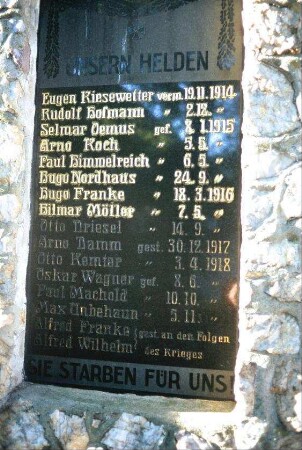 UNSERN HELDEN
Eugen Kiesewetter verm. 19.11.1914
Rudolf Hofmann " 2.12. "
Selmar Oemus gef. 8.1.1915
Arno Koch " 5.5. "
Paul Himmelreich " 6.5. "
Hugo Nordhaus " 24.9. "
Hugo Franke " 18.3.1916
Hilmar Möller " 7.5. "
Otto Driesel " 14.9. "
Arno Damm gest. 30.12.1917
Otto Kemter " 3.4.1918
Oskar Wagner gef. 8.6. "
Paul Machold " 10.10. "
Max Unbehaun " 5.11. "
Alfred Franke } gest. an den Folgen
Alfred Wilhelm } des Krieges
SIE STARBEN FÜR UNS!